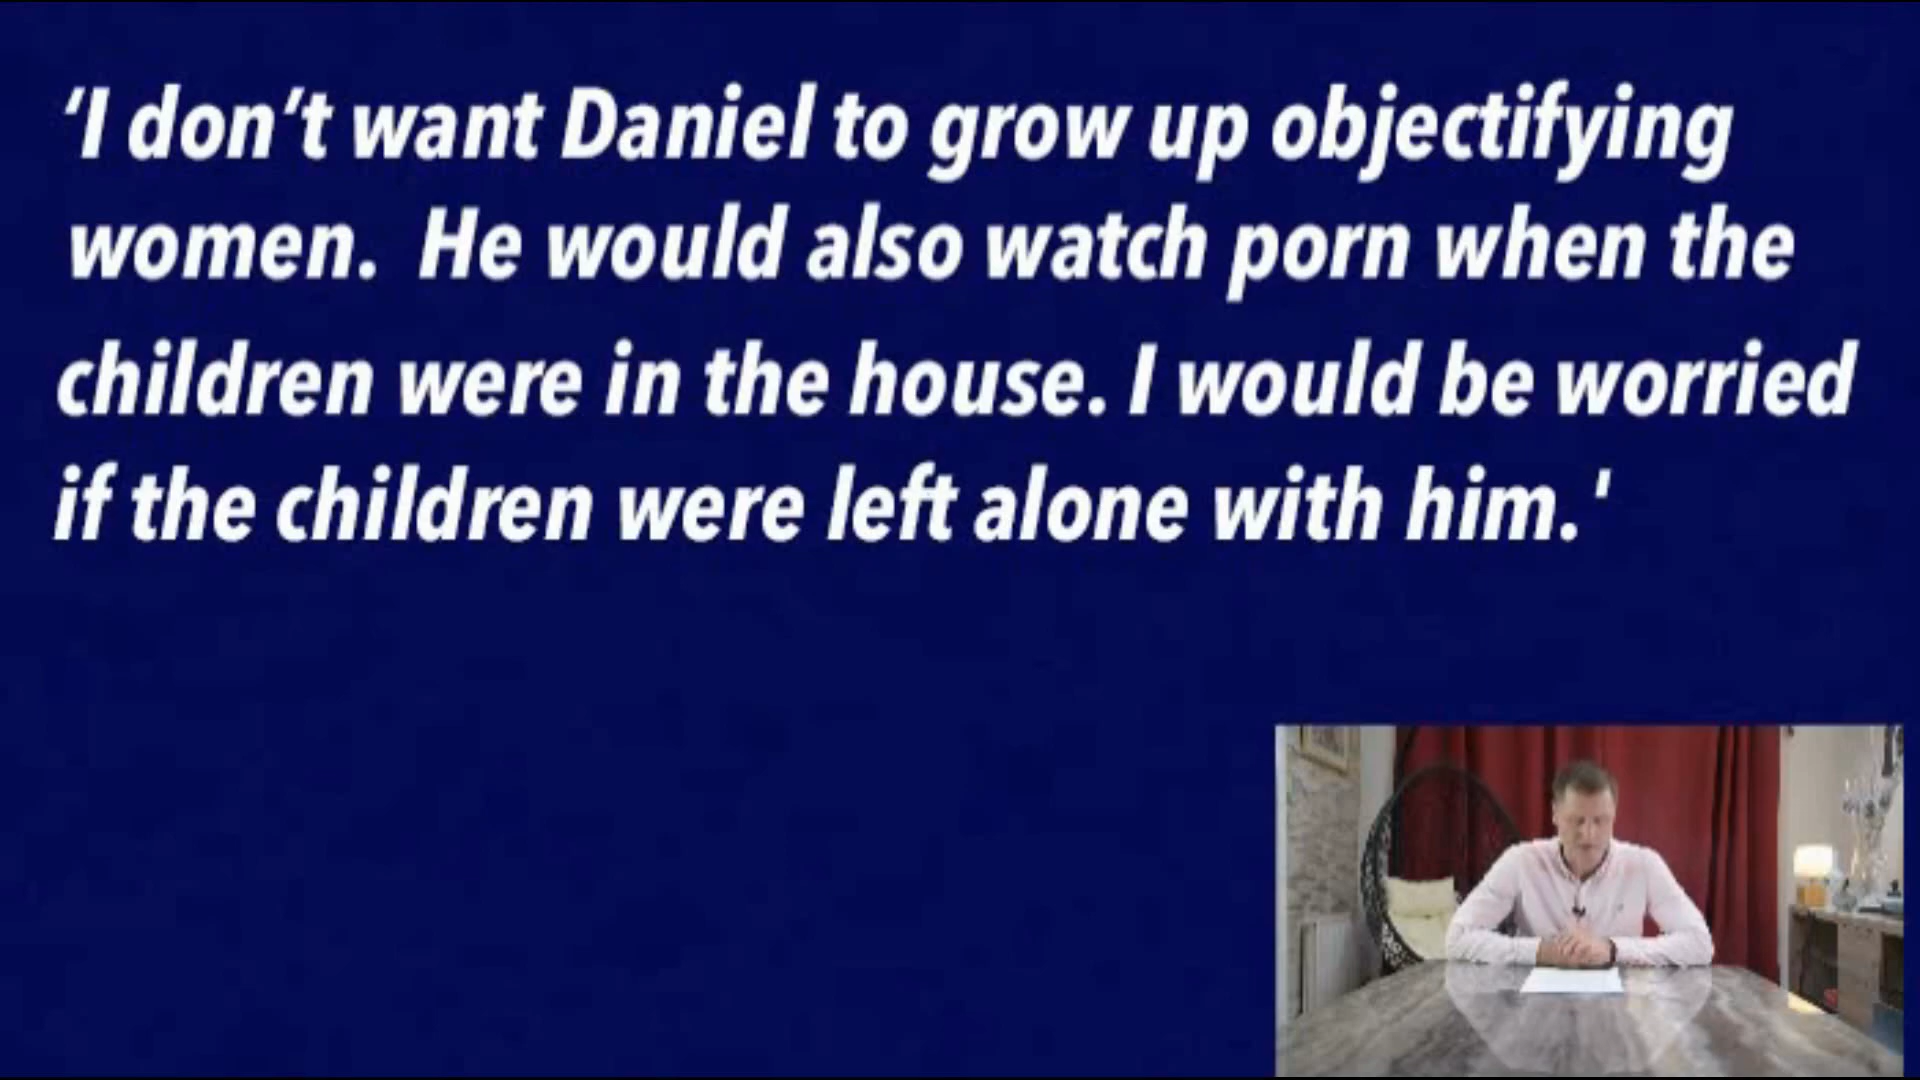 ‘I don’t want Daniel to grow up objectifying
women.  He would also watch porn when the
children were in the house. I would be worried
if the children were left alone with him.'